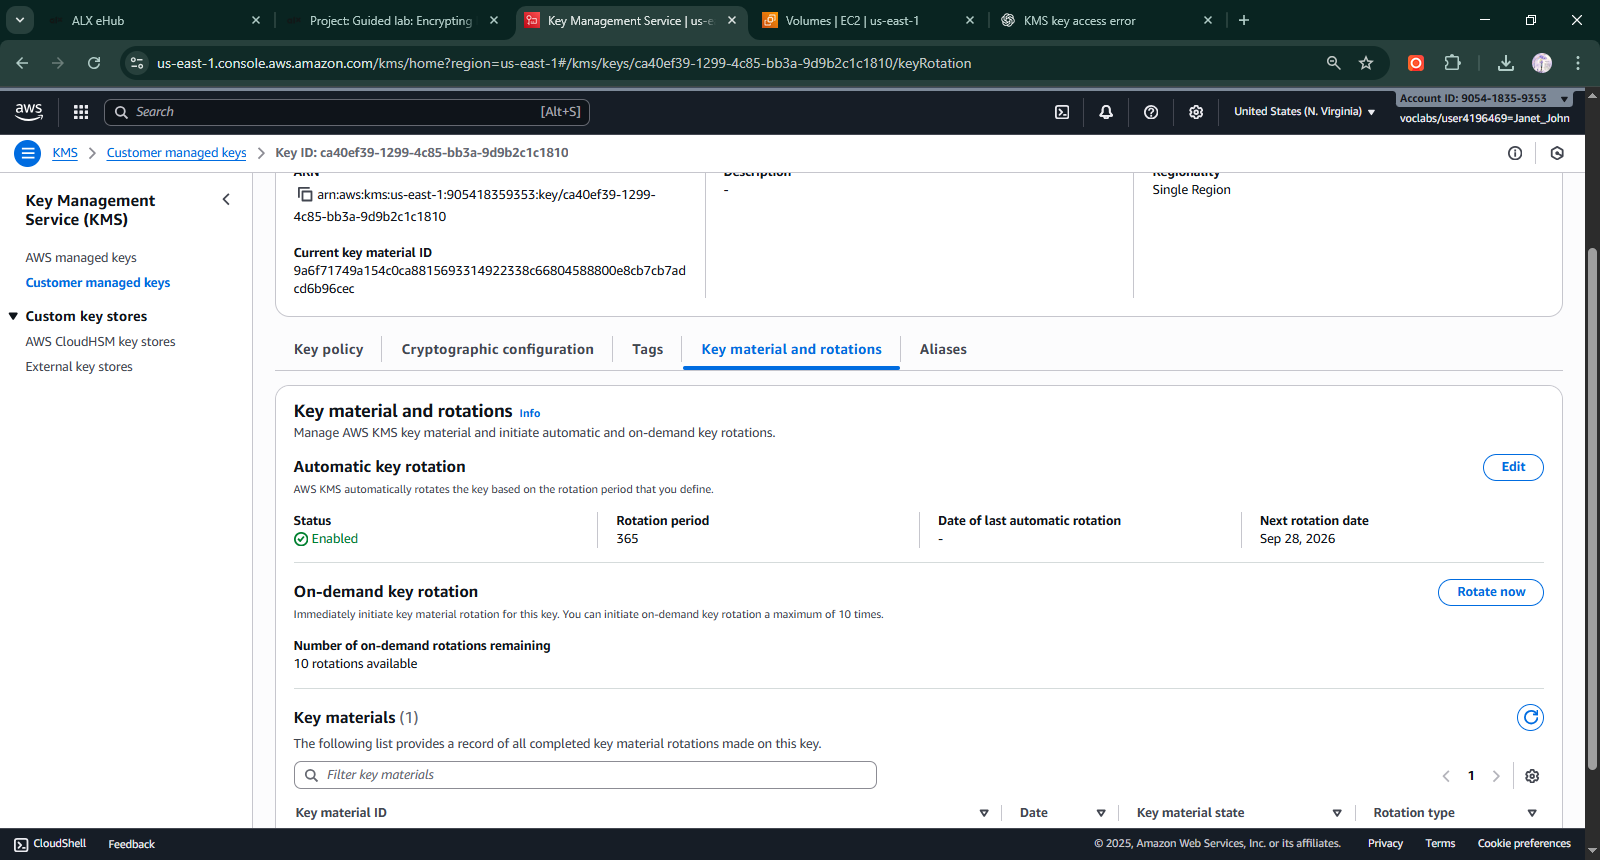 ALX eHub
Project: Guided lab: Encrypting
Key Management Service | us-e
Volumes | EC2 | us-east-1
KMS key access error
us-east-1.console.aws.amazon.com/kms/home?region=us-east-1#/kms/keys/ca40ef39-1299-4c85-bb3a-9d9b2c1c1810/keyRotation
aws
Search
[Alt+S]
United States (N. Virginia)
Account ID: 9054-1835-9353
voclabs/user4196469=Janet_John
KMS
Customer managed keys
Key ID: ca40ef39-1299-4c85-bb3a-9d9b2c1c1810
Key Management
Service (KMS)
AWS managed keys
Customer managed keys
Custom key stores
AWS CloudHSM key stores
External key stores
ARN
arn:aws:kms:us-east-1:905418359353:key/ca40ef39-1299-
4c85-bb3a-9d9b2c1c1810
Current key material ID
9a6f71749a154c0ca8815693314922338c66804588800e8cb7cb7ad
cd6b96cec
Description
-
Regionality
Single Region
Key policy
Cryptographic configuration
Tags
Key material and rotations
Aliases
Key material and rotations Info
Manage AWS KMS key material and initiate automatic and on-demand key rotations.
Automatic key rotation
Edit
AWS KMS automatically rotates the key based on the rotation period that you define.
Status
Enabled
Rotation period
365
Date of last automatic rotation
-
Next rotation date
Sep 28, 2026
On-demand key rotation
Rotate now
Immediately initiate key material rotation for this key. You can initiate on-demand key rotation a maximum of 10 times.
Number of on-demand rotations remaining
10 rotations available
Key materials (1)
The following list provides a record of all completed key material rotations made on this key.
Filter key materials
1
Key material ID
Date
Key material state
Rotation type
CloudShell
Feedback
© 2025, Amazon Web Services, Inc. or its affiliates.
Privacy
Terms
Cookie preferences